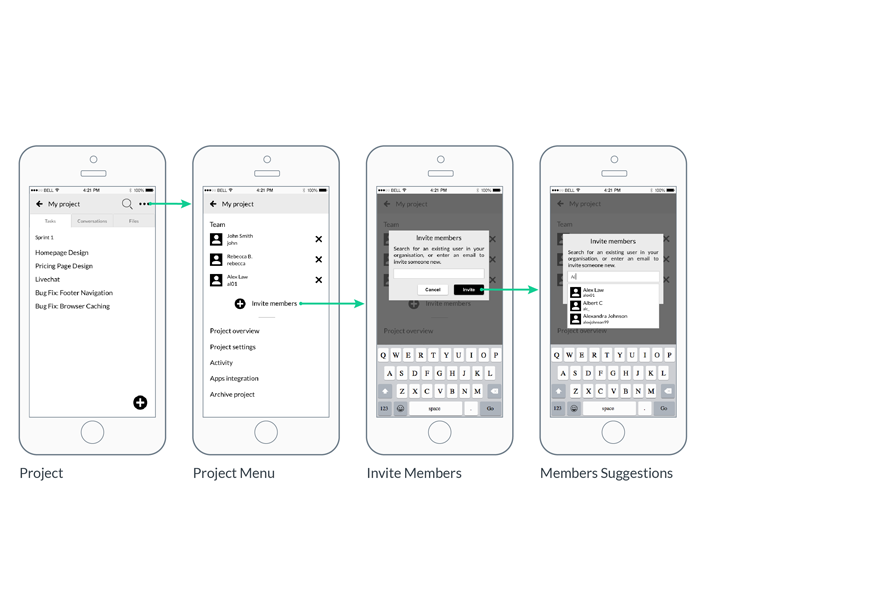 BELL 4:21 PM 100%
My project
Tasks Conversations Files
Sprint 1
Homepage Design
Pricing Page Design
Livechat
Bug Fix: Footer Navigation
Bug Fix: Browser Caching
Project
BELL 4:21 PM 100%
My project
Team
John Smith
john
Rebecca B.
rebecca
Alex Law
al01
Invite members
Project overview
Project settings
Activity
Apps integration
Archive project
Project Menu
BELL 4:21 PM 100%
My project
Team
Invite members
Search for an existing user in your
organisation, or enter an email to
invite someone new.
Cancel Invite
Invite members
Project overview
Q W E R T Y U I O P
A S D F G H J K L
Z X C V B N M
123 space . Go
Invite Members
BELL 4:21 PM 100%
My project
Team
Invite members
Search for an existing user in your
organisation, or enter an email to
invite someone new.
Al
Alex Law
Albert C
Alexandra Johnson
alexjohnson99
Project overview
Q W E R T Y U I O P
A S D F G H J K L
Z X C V B N M
123 space . Go
Members Suggestions